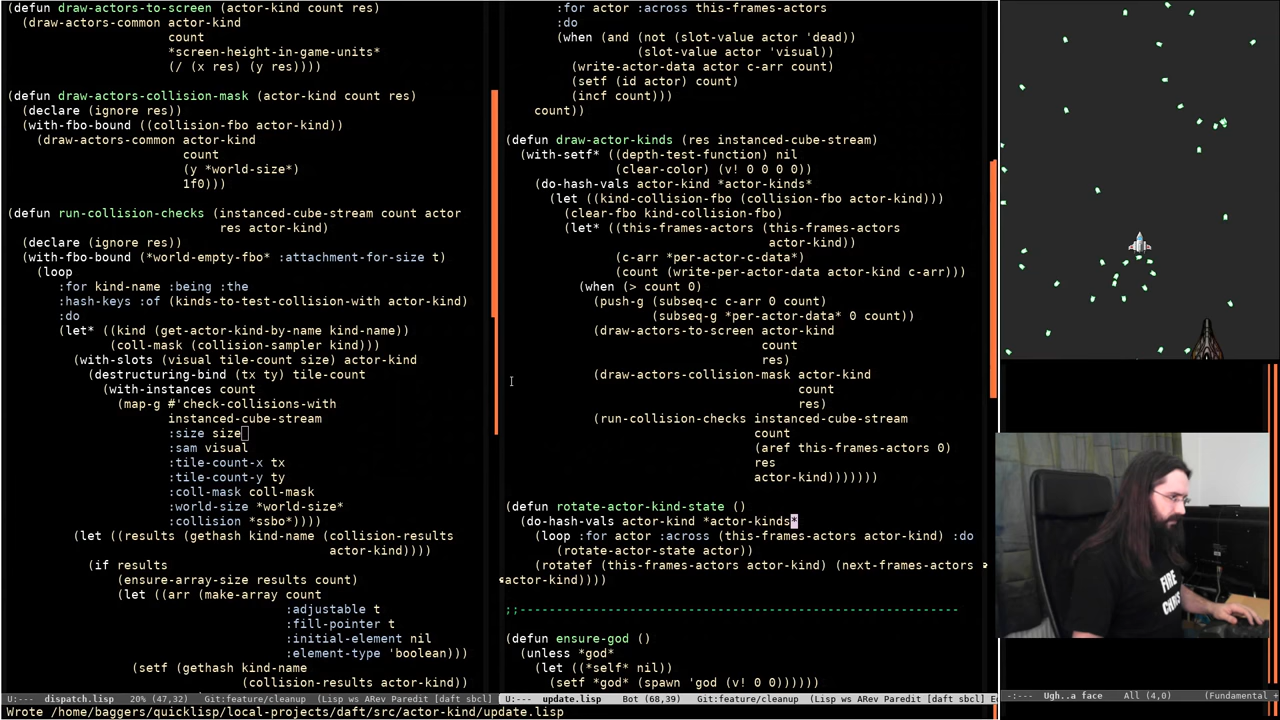 (defun draw-actors-to-screen (actor-kind count res)
(draw-actors-common actor-kind
count
*screen-height-in-game-units*
(/ (x res) (y res))))
(defun draw-actors-collision-mask (actor-kind count res)
(declare (ignore res))
(with-fbo-bound ((collision-fbo actor-kind))
(draw-actors-common actor-kind
count
(y *world-size*)
1f0)))
(defun run-collision-checks (instanced-cube-stream count actor
res actor-kind)
(declare (ignore res))
(with-fbo-bound (*world-empty-fbo* :attachment-for-size t)
(loop
:for kind-name :being :the
:hash-keys :of (kinds-to-test-collision-with actor-kind)
:do
(let* ((kind (get-actor-kind-by-name kind-name))
(coll-mask (collision-sampler kind)))
(with-slots (visual tile-count size) actor-kind
(destructuring-bind (tx ty) tile-count
(with-instances count
(map-g #'check-collisions-with
instanced-cube-stream
:size size
:sam visual
:tile-count-x tx
:tile-count-y ty
:coll-mask coll-mask
:world-size *world-size*
:collision *ssbo*))))
(let ((results (gethash kind-name (collision-results
actor-kind))))
(if results
(ensure-array-size results count)
(let ((arr (make-array count
:adjustable t
:fill-pointer t
:initial-element nil
:element-type 'boolean)))
(setf (gethash kind-name
(collision-results actor-kind))
U:--- dispatch.lisp 20% (47,32) Git:feature/cleanup (Lisp ws ARev Paredit [daft sbcl]
:for actor :across this-frames-actors
:do
(when (and (not (slot-value actor 'dead))
(slot-value actor 'visual))
(write-actor-data actor c-arr count)
(setf (id actor) count)
(incf count)))
count))
(defun draw-actor-kinds (res instanced-cube-stream)
(with-setf* ((depth-test-function) nil
(clear-color) (v! 0 0 0 0))
(do-hash-vals actor-kind *actor-kinds*
(let ((kind-collision-fbo (collision-fbo actor-kind)))
(clear-fbo kind-collision-fbo)
(let* ((this-frames-actors (this-frames-actors
actor-kind))
(c-arr *per-actor-c-data*)
(count (write-per-actor-data actor-kind c-arr)))
(when (> count 0)
(push-g (subseq-c c-arr 0 count)
(subseq-g *per-actor-data* 0 count))
(draw-actors-to-screen actor-kind
count
res)
(draw-actors-collision-mask actor-kind
count
res)
(run-collision-checks instanced-cube-stream
count
(aref this-frames-actors 0)
res
actor-kind)))))))
(defun rotate-actor-kind-state ()
(do-hash-vals actor-kind *actor-kinds*
(loop :for actor :across (this-frames-actors actor-kind) :do
(rotate-actor-state actor))
(rotatef (this-frames-actors actor-kind) (next-frames-actors
actor-kind))))
;;------------------------------------------------------------
(defun ensure-god ()
(unless *god*
(let ((*self* nil))
(setf *god* (spawn 'god (v! 0 0))))))
U:--- update.lisp Bot (68,39) Git:feature/cleanup (Lisp ws ARev Paredit [daft sbcl] E
FIRE
-:--- Ugh..a face All (4,0) (Fundamental +
Wrote /home/baggers/quicklisp/local-projects/daft/src/actor-kind/update.lisp